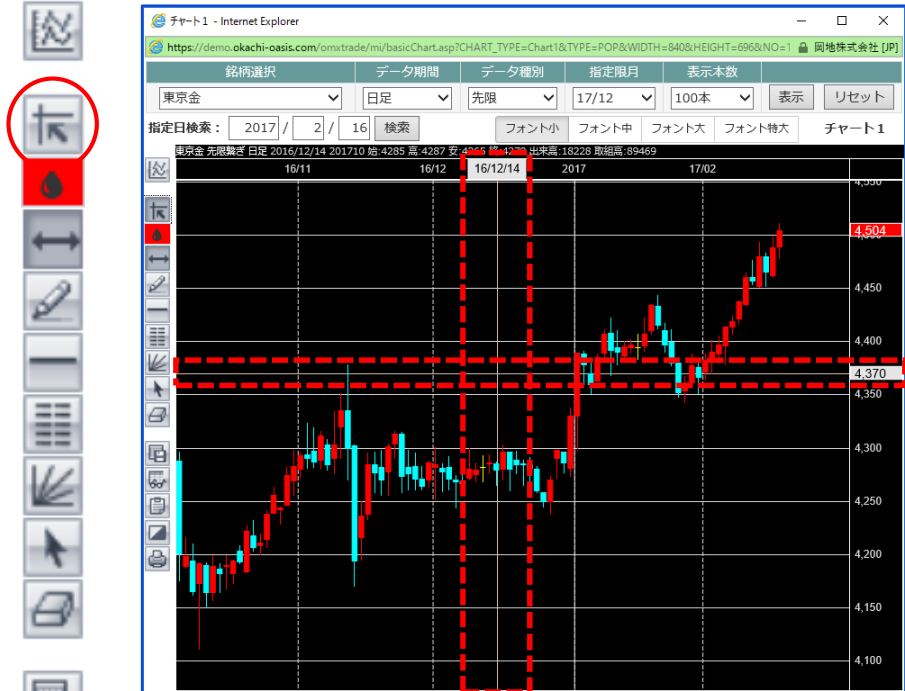 チャート1 - Internet Explorer
https://demo.okachi-oasis.com/omxtrade/mi/basicChart.asp?CHART_TYPE=Chart1&TYPE=POP&WIDTH=840&HEIGHT=696&NO=1 岡地株式会社 [JP]
銘柄選択 データ期間 データ種別 指定限月 表示本数
東京金 日足 先限 17/12 100本 表示 リセット
指定日検索： 2017 / 2 / 16 検索 フォント小 フォント中 フォント大 フォント特大 チャート1
東京金 先限繋ぎ 日足 2016/12/14 201710 始:4285 高:4287 安:4265 終:4270 出来高:18228 取組高:89469
16/11 16/12 16/12/14 2017 17/02
4,550
4,504
4,450
4,400
4,370
4,350
4,300
4,250
4,200
4,150
4,100